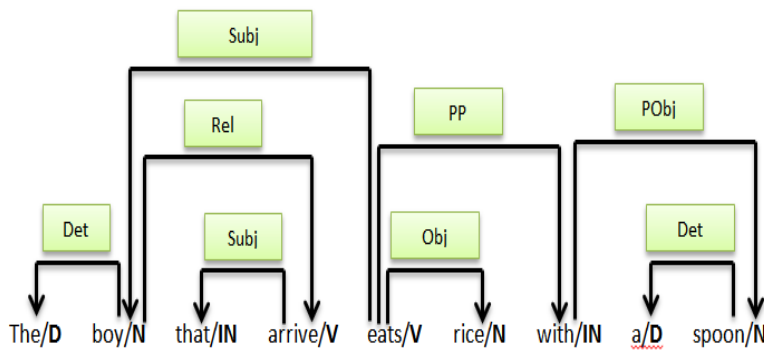 Subj
Rel
PP
PObj
Det
Subj
Obj
Det
The/D boy/N that/IN arrive/V eats/V rice/N with/IN a/D spoon/N